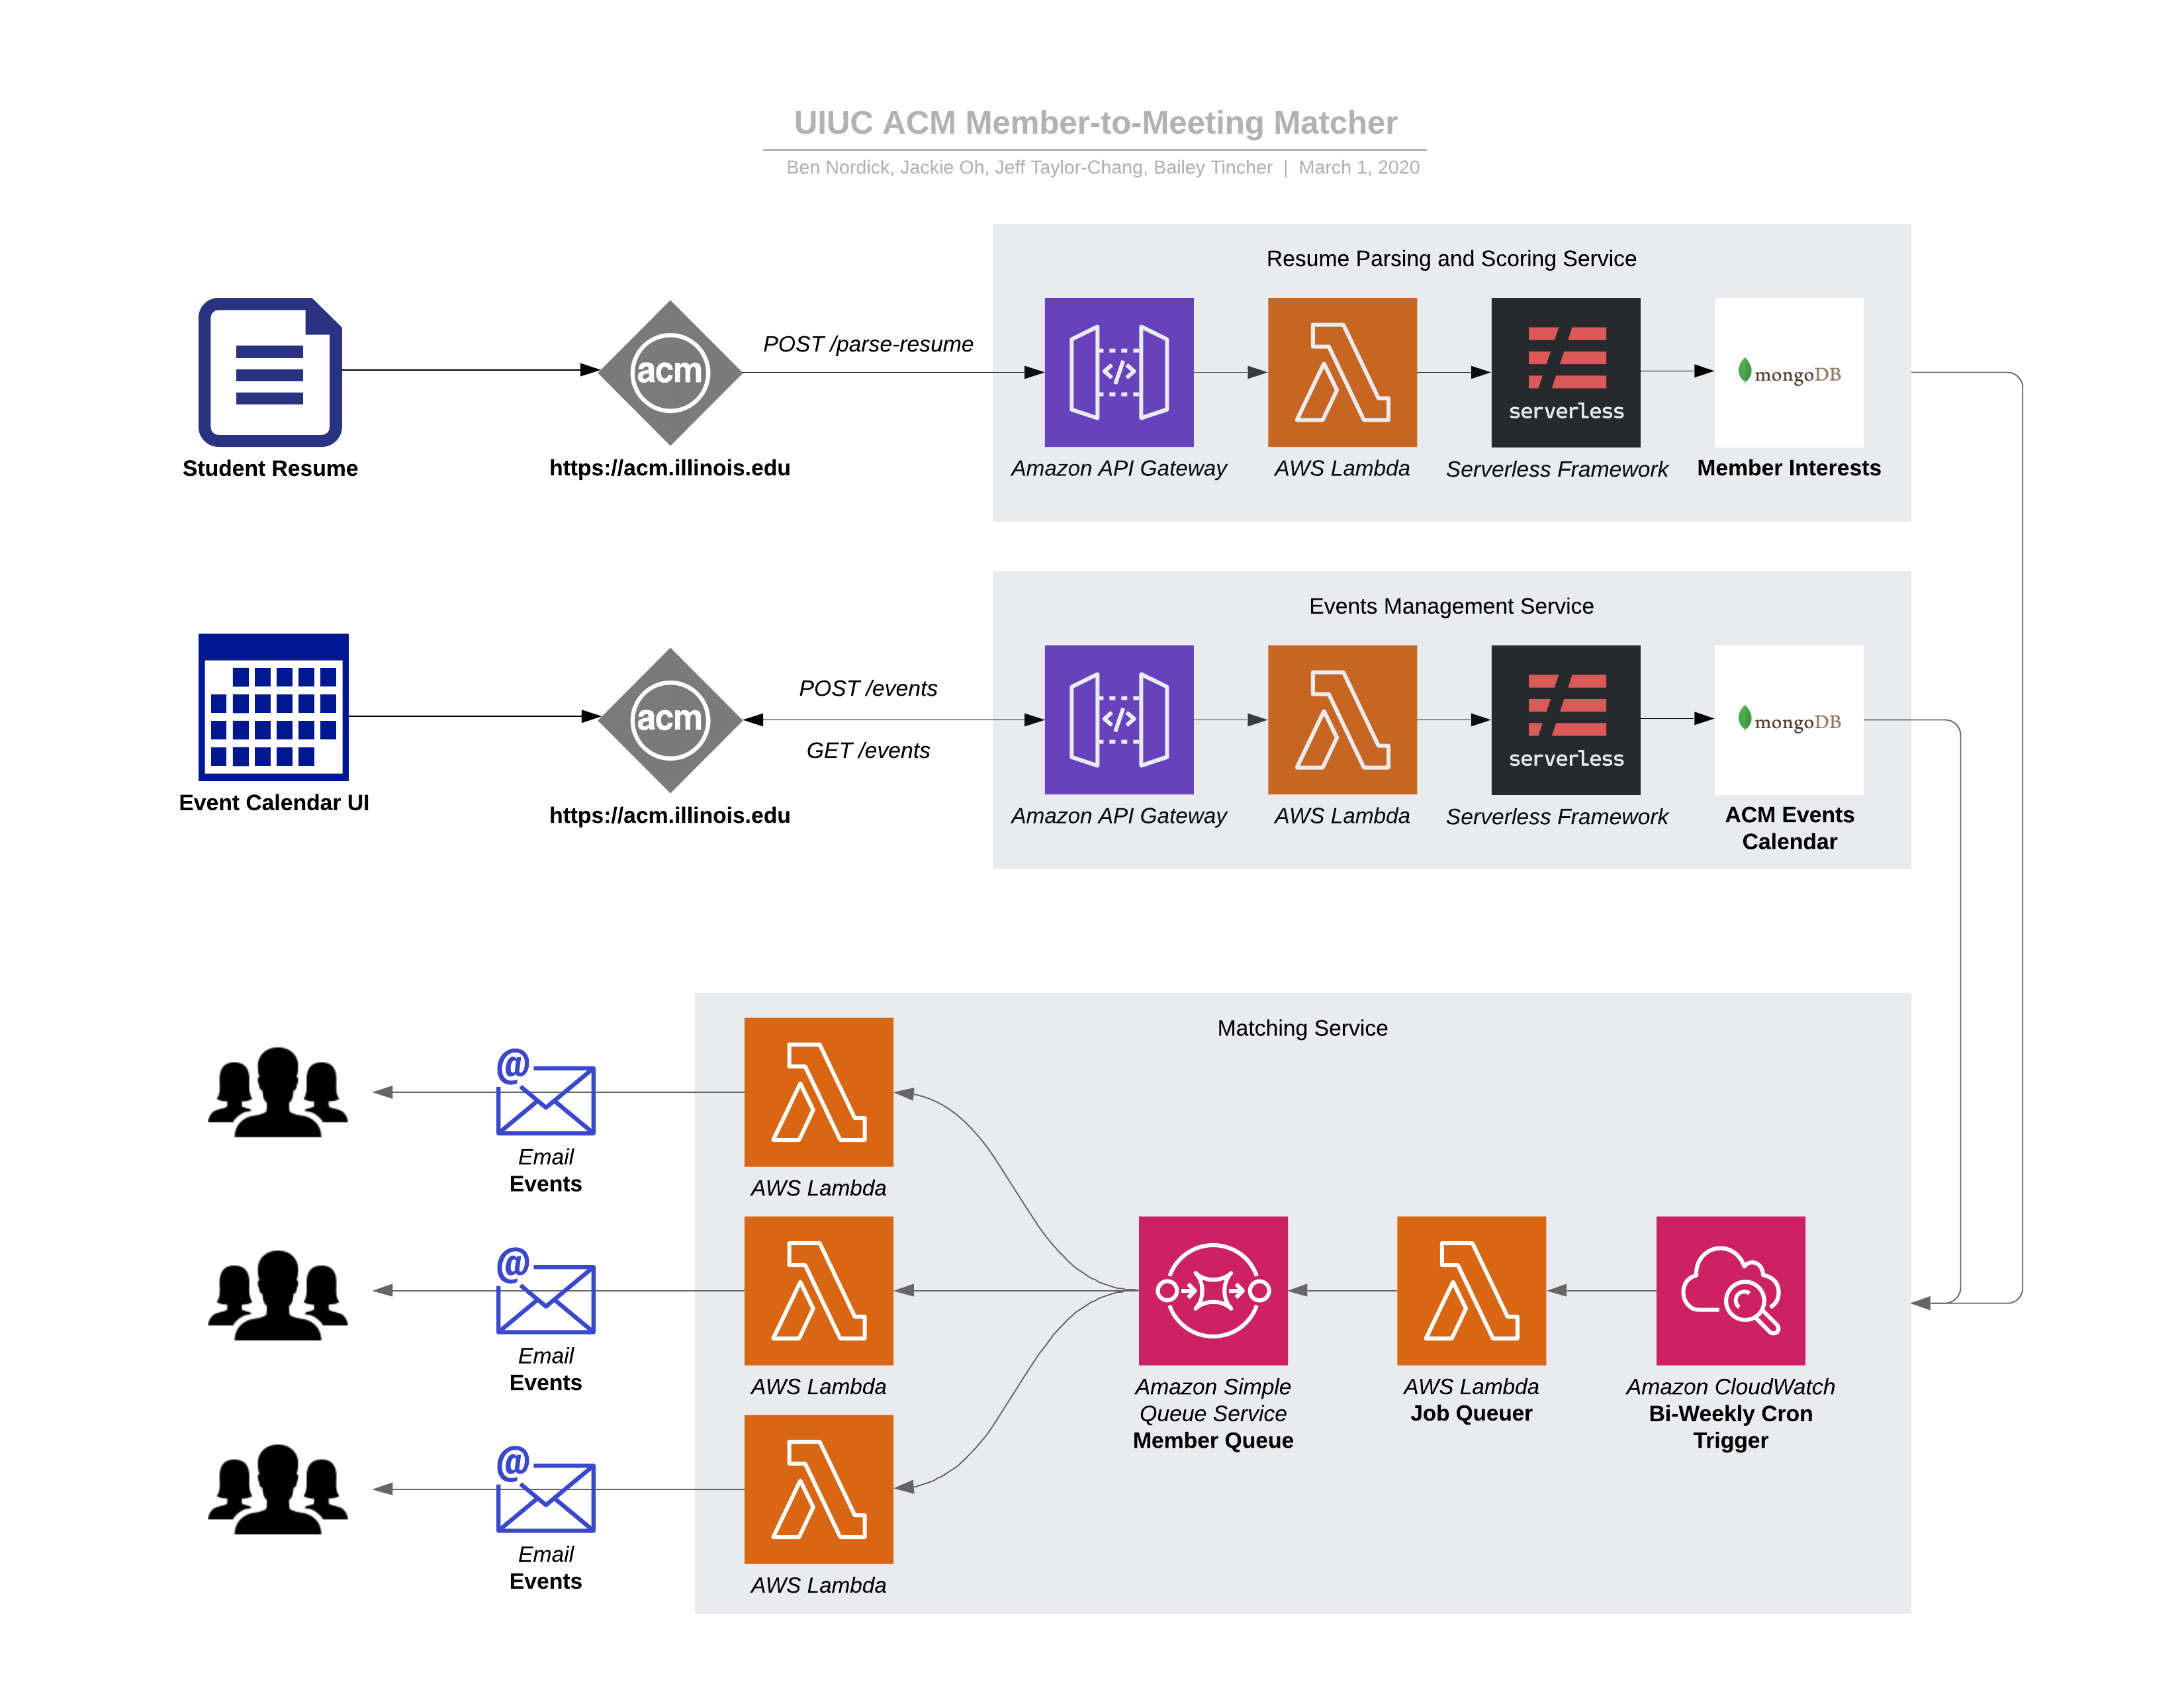 UIUC ACM Member-to-Meeting Matcher
Ben Nordick, Jackie Oh, Jeff Taylor-Chang, Bailey Tincher | March 1, 2020
Resume Parsing and Scoring Service
Student Resume
acm
https://acm.illinois.edu
POST /parse-resume
Amazon API Gateway
AWS Lambda
serverless
Serverless Framework
mongoDB
Member Interests
Events Management Service
Event Calendar UI
acm
https://acm.illinois.edu
POST /events
GET /events
Amazon API Gateway
AWS Lambda
serverless
Serverless Framework
mongoDB
ACM Events
Calendar
Matching Service
@
Email
Events
AWS Lambda
@
Email
Events
AWS Lambda
Amazon Simple
Queue Service
Member Queue
AWS Lambda
Job Queuer
Amazon CloudWatch
Bi-Weekly Cron
Trigger
@
Email
Events
AWS Lambda